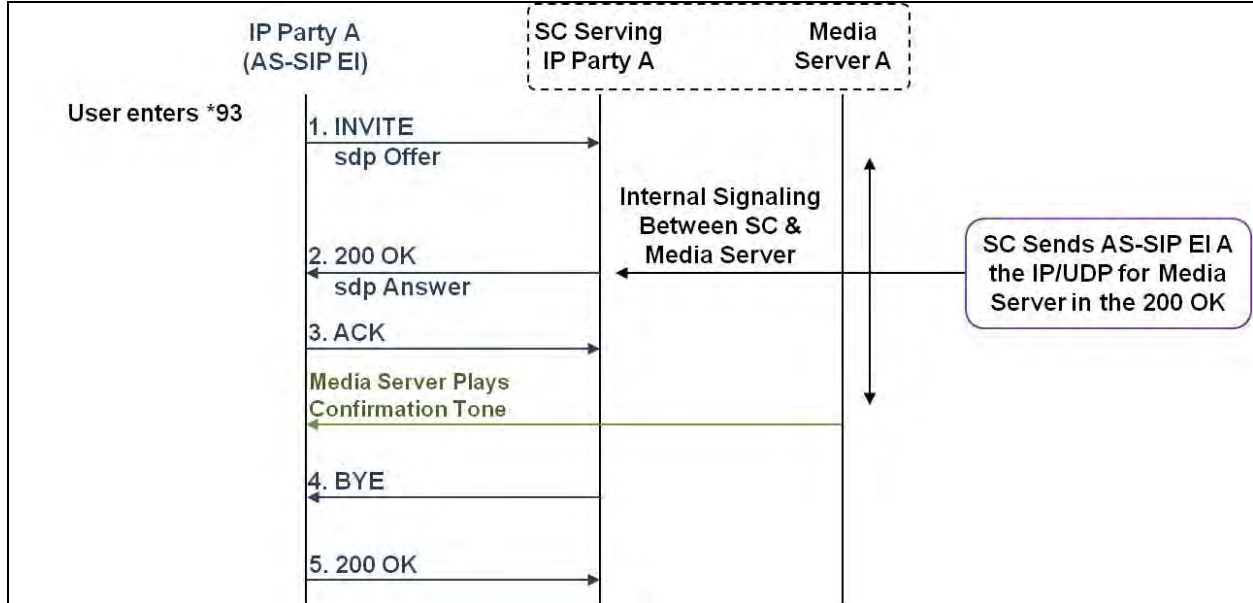 IP Party A
(AS-SIP EI)
SC Serving
IP Party A
Media
Server A
User enters *93
1. INVITE
sdp Offer
Internal Signaling
Between SC &
Media Server
SC Sends AS-SIP EI A
the IP/UDP for Media
Server in the 200 OK
2. 200 OK
sdp Answer
3. ACK
Media Server Plays
Confirmation Tone
4. BYE
5. 200 OK